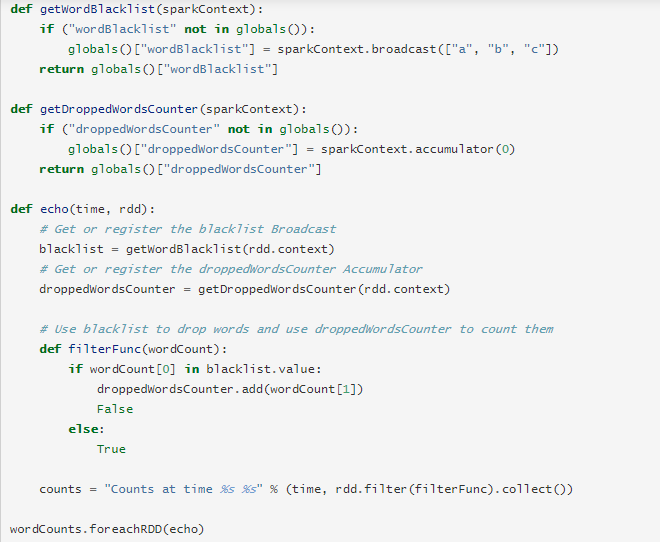 def getWordBlacklist(sparkContext):
    if ("wordBlacklist" not in globals()):
        globals()["wordBlacklist"] = sparkContext.broadcast(["a", "b", "c"])
    return globals()["wordBlacklist"]

def getDroppedWordsCounter(sparkContext):
    if ("droppedWordsCounter" not in globals()):
        globals()["droppedWordsCounter"] = sparkContext.accumulator(0)
    return globals()["droppedWordsCounter"]

def echo(time, rdd):
    # Get or register the blacklist Broadcast
    blacklist = getWordBlacklist(rdd.context)
    # Get or register the droppedWordsCounter Accumulator
    droppedWordsCounter = getDroppedWordsCounter(rdd.context)

    # Use blacklist to drop words and use droppedWordsCounter to count them
    def filterFunc(wordCount):
        if wordCount[0] in blacklist.value:
            droppedWordsCounter.add(wordCount[1])
            False
        else:
            True

    counts = "Counts at time %s %s" % (time, rdd.filter(filterFunc).collect())

wordCounts.foreachRDD(echo)